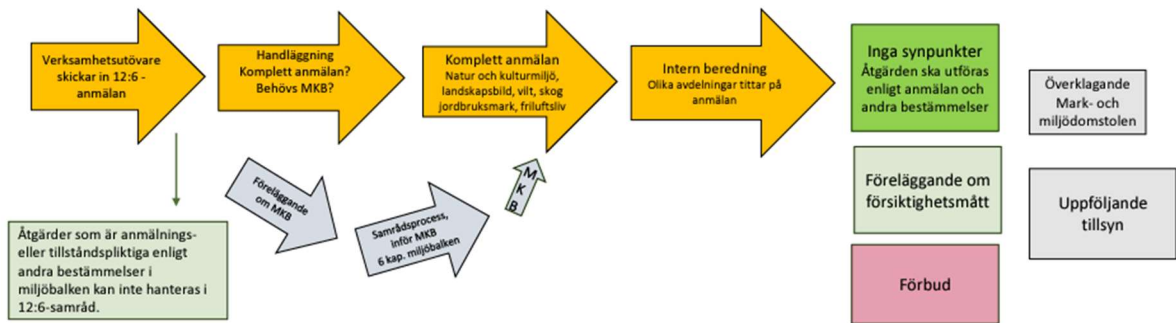 Verksamhetsutövare
skickar in 12:6 -
anmälan
Handläggning
Komplett anmälan?
Behövs MKB?
Komplett anmälan
Natur och kulturmiljö,
landskapsbild, vilt, skog
jordbruksmark, friluftsliv
Intern beredning
Olika avdelningar tittar på
anmälan
Inga synpunkter
Åtgärden ska utföras
enligt anmälan och
andra bestämmelser
Överklagande
Mark- och
miljödomstolen
Föreläggande
om MKB
Samrådsprocess,
inför MKB
6 kap. miljöbalken
MKB
Föreläggande om
försiktighetsmått
Uppföljande
tillsyn
Förbud
Åtgärder som är anmälnings-
eller tillståndspliktiga enligt
andra bestämmelser i
miljöbalken kan inte hanteras i
12:6-samråd.